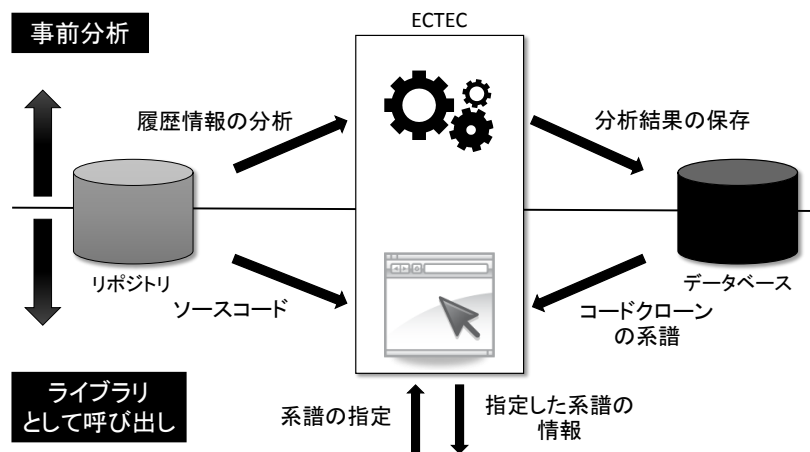 ECTEC
事前分析
履歴情報の分析
分析結果の保存
リポジトリ
データベース
ソースコード
コードクローン
の系譜
ライブラリ
として呼び出し
系譜の指定
指定した系譜の
情報